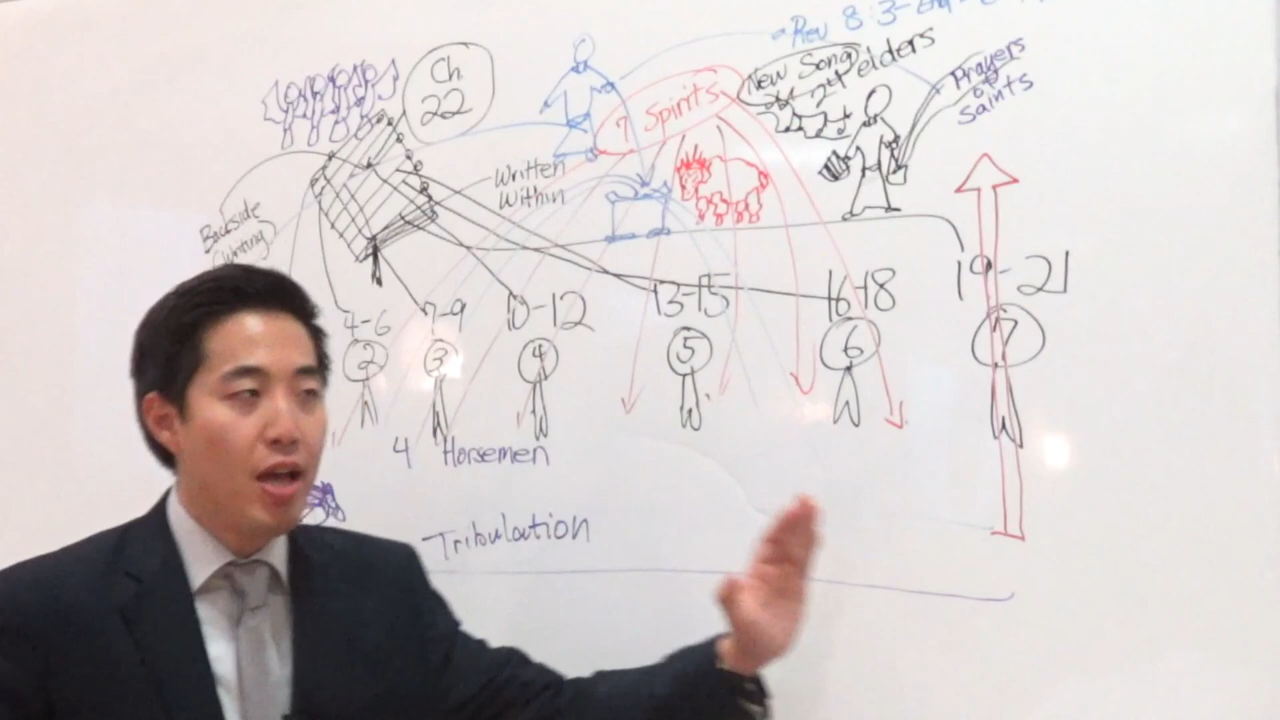 Rev 8:3-
Ch
22
New Song
24 elders
Prayers
of
Saints
7 Spirits
Written
Within
Backside
Writing
4-6
7-9
10-12
13-15
16-18
19-21
2
3
4
5
6
7
4 Horsemen
Tribulation